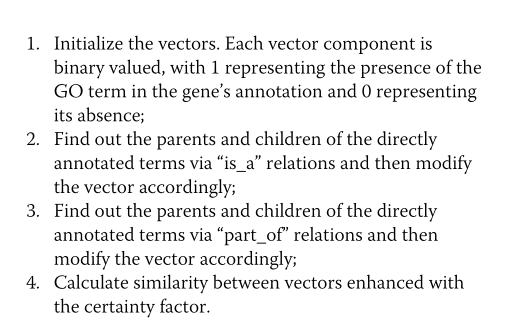 1. Initialize the vectors. Each vector component is
binary valued, with 1 representing the presence of the
GO term in the gene’s annotation and 0 representing
its absence;
2. Find out the parents and children of the directly
annotated terms via “is_a” relations and then modify
the vector accordingly;
3. Find out the parents and children of the directly
annotated terms via “part_of” relations and then
modify the vector accordingly;
4. Calculate similarity between vectors enhanced with
the certainty factor.